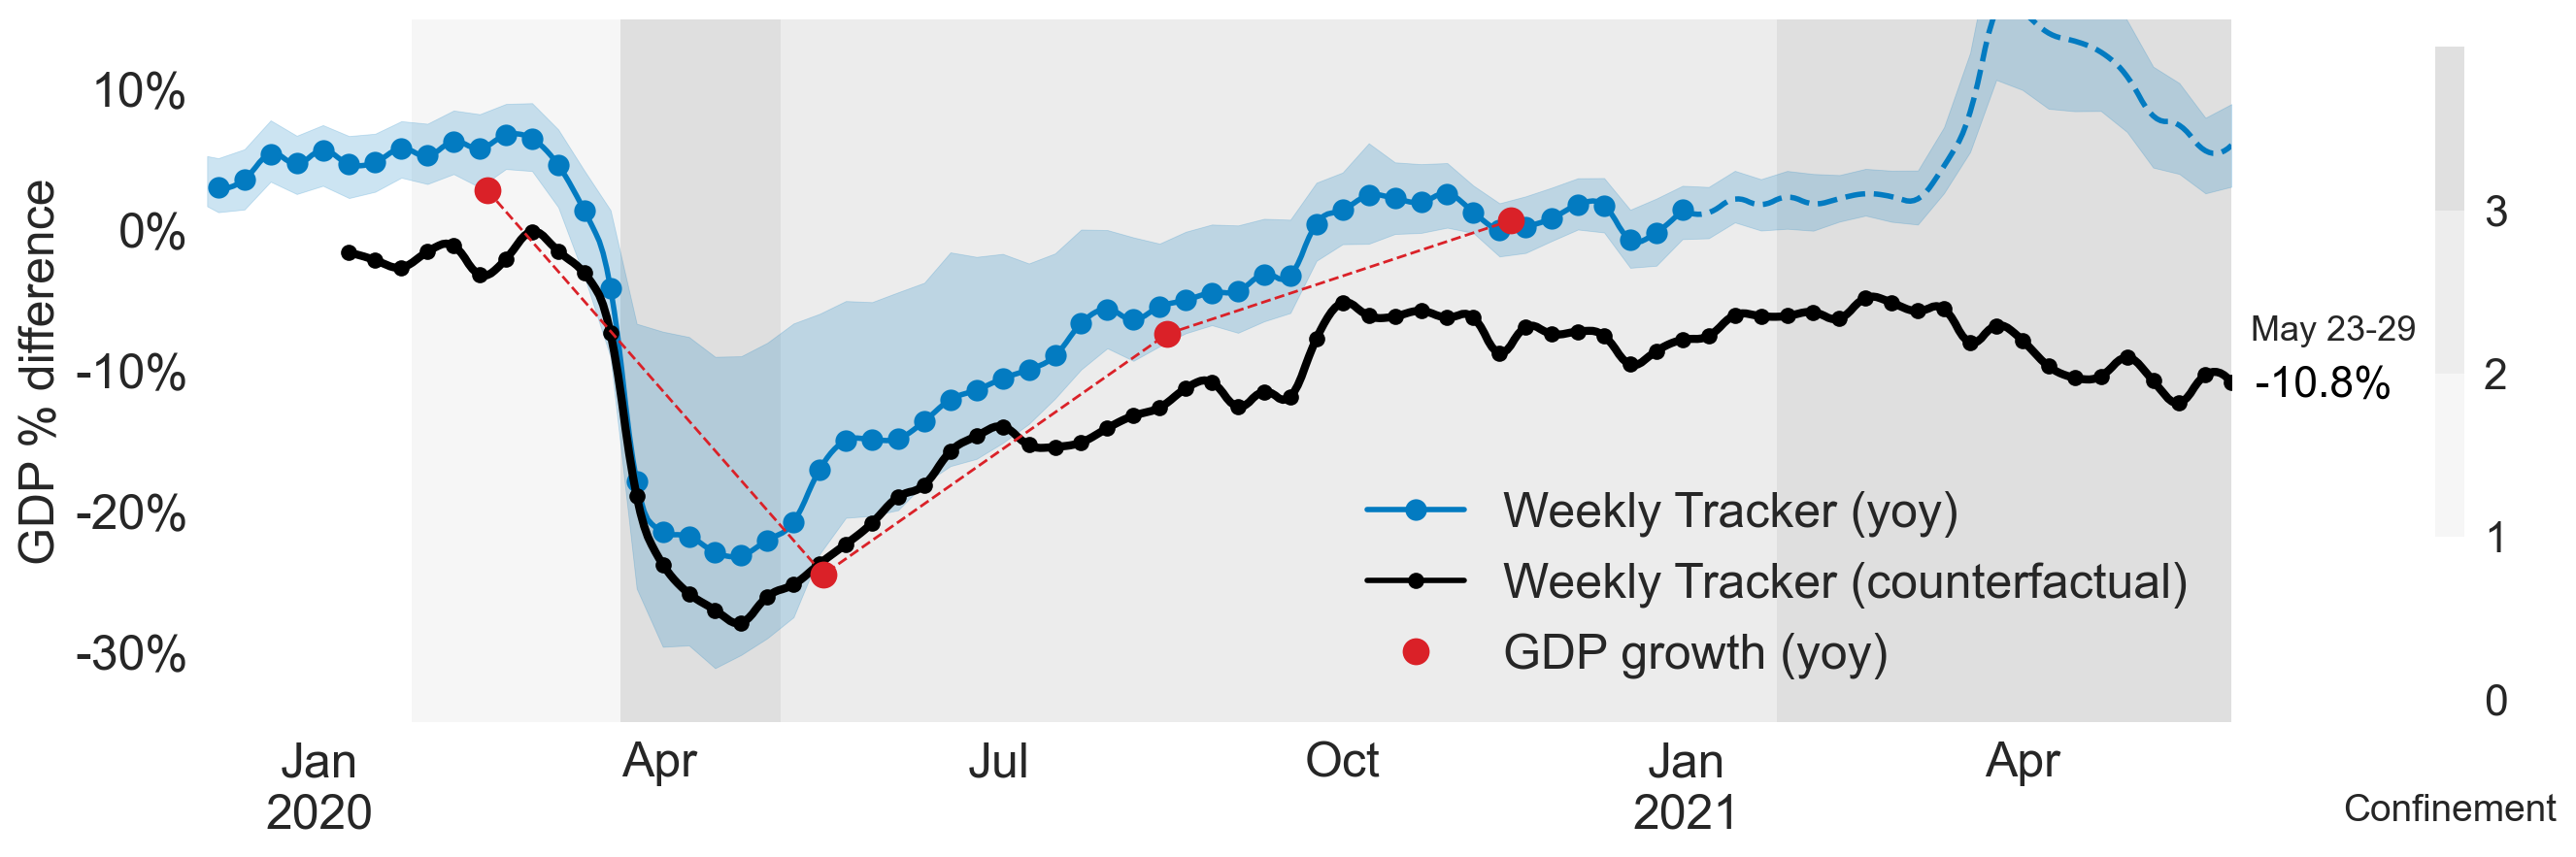 GDP % difference
10%
0%
-10%
-20%
-30%
Jan
2020
Apr
Jul
Oct
Jan
2021
Apr
Weekly Tracker (yoy)
Weekly Tracker (counterfactual)
GDP growth (yoy)
May 23-29
-10.8%
3
2
1
0
Confinement